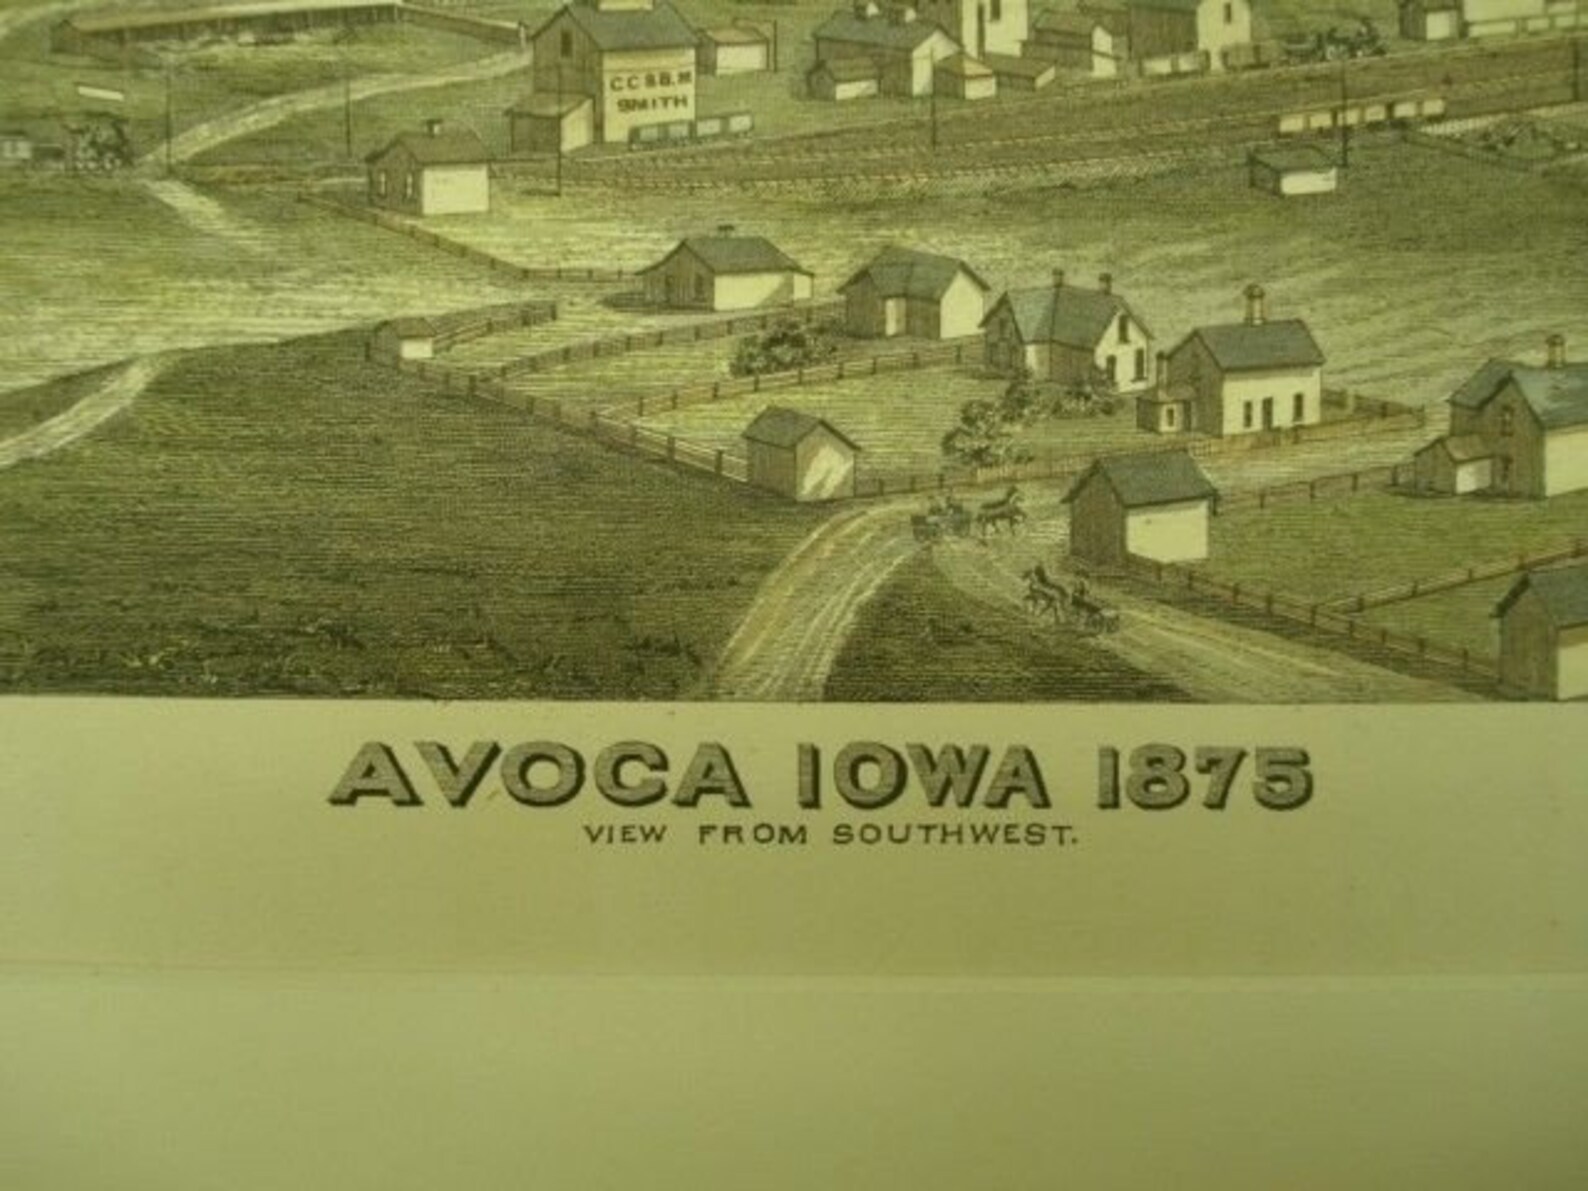 C.C. & B.M.
SMITH
AVOCA IOWA 1875
VIEW FROM SOUTHWEST.